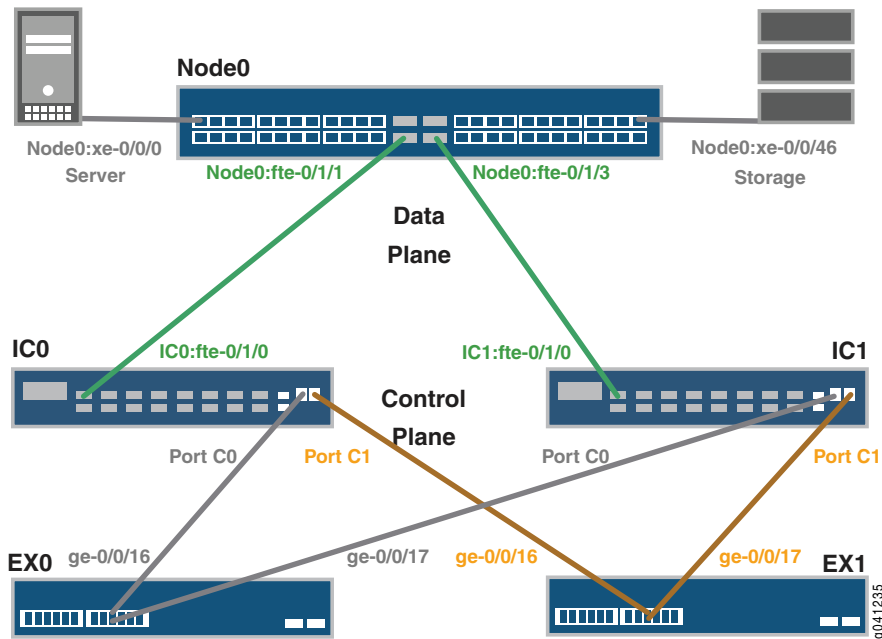 Node0
Node0:xe-0/0/0
Server
Node0:fte-0/1/1
Node0:fte-0/1/3
Node0:xe-0/0/46
Storage
Data
Plane
IC0
IC0:fte-0/1/0
IC1:fte-0/1/0
IC1
Control
Plane
Port C0
Port C1
Port C0
Port C1
EX0
ge-0/0/16
ge-0/0/17
ge-0/0/16
ge-0/0/17
EX1
g041235